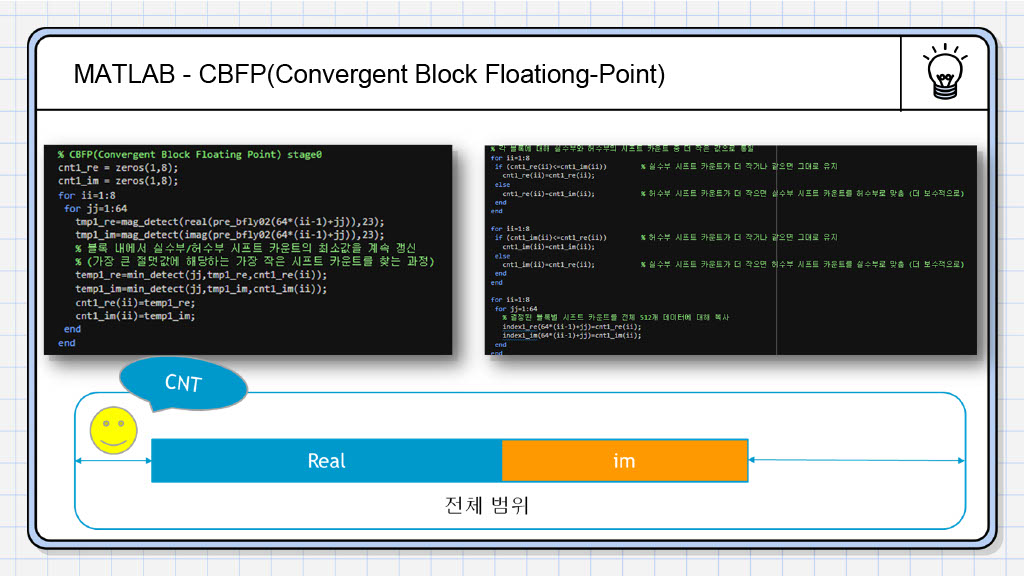 MATLAB - CBFP(Convergent Block Floationg-Point)
% CBFP(Convergent Block Floating Point) stage0
cnt1_re = zeros(1,8);
cnt1_im = zeros(1,8);
for ii=1:8
for jj=1:64
tmp1_re=mag_detect(real(pre_bfly02(64*(ii-1)+jj)),23);
tmp1_im=mag_detect(imag(pre_bfly02(64*(ii-1)+jj)),23);
% 블록 내에서 실수부/허수부 시프트 카운트의 최소값을 계속 갱신
% (가장 큰 절댓값에 해당하는 가장 작은 시프트 카운트를 찾는 과정)
temp1_re=min_detect(jj,tmp1_re,cnt1_re(ii));
temp1_im=min_detect(jj,tmp1_im,cnt1_im(ii));
cnt1_re(ii)=temp1_re;
cnt1_im(ii)=temp1_im;
end
end
% 각 블록에 대해 실수부와 허수부의 시프트 카운트 중 더 작은 값으로 통일
for ii=1:8
if (cnt1_re(ii)<=cnt1_im(ii)) % 실수부 시프트 카운트가 더 작거나 같으면 그대로 유지
cnt1_re(ii)=cnt1_re(ii);
else
cnt1_re(ii)=cnt1_im(ii); % 허수부 시프트 카운트가 더 작으면 실수부 시프트 카운트를 허수부로 맞춤 (더 보수적으로)
end
end
for ii=1:8
if (cnt1_im(ii)<=cnt1_re(ii)) % 허수부 시프트 카운트가 더 작거나 같으면 그대로 유지
cnt1_im(ii)=cnt1_im(ii);
else
cnt1_im(ii)=cnt1_re(ii); % 실수부 시프트 카운트가 더 작으면 허수부 시프트 카운트를 실수부로 맞춤 (더 보수적으로)
end
end
for ii=1:8
for jj=1:64
% 결정된 블록별 시프트 카운트를 전체 512개 데이터에 대해 복사
index1_re(64*(ii-1)+jj)=cnt1_re(ii);
index1_im(64*(ii-1)+jj)=cnt1_im(ii);
end
end
CNT
Real im
전체 범위